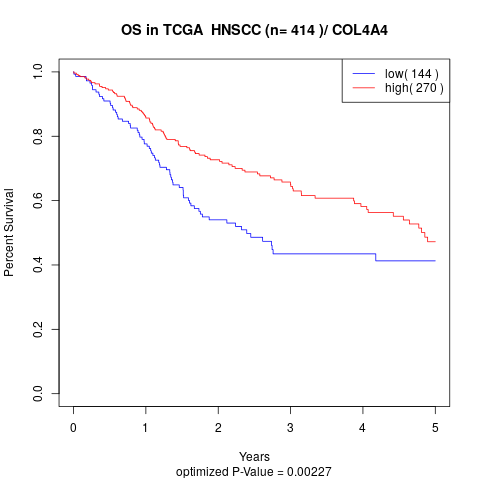 OS in TCGA  HNSCC (n= 414 )/ COL4A4
low( 144 )
high( 270 )
Percent Survival
1.0
0.8
0.6
0.4
0.2
0.0
0 1 2 3 4 5
Years
optimized P-Value = 0.00227